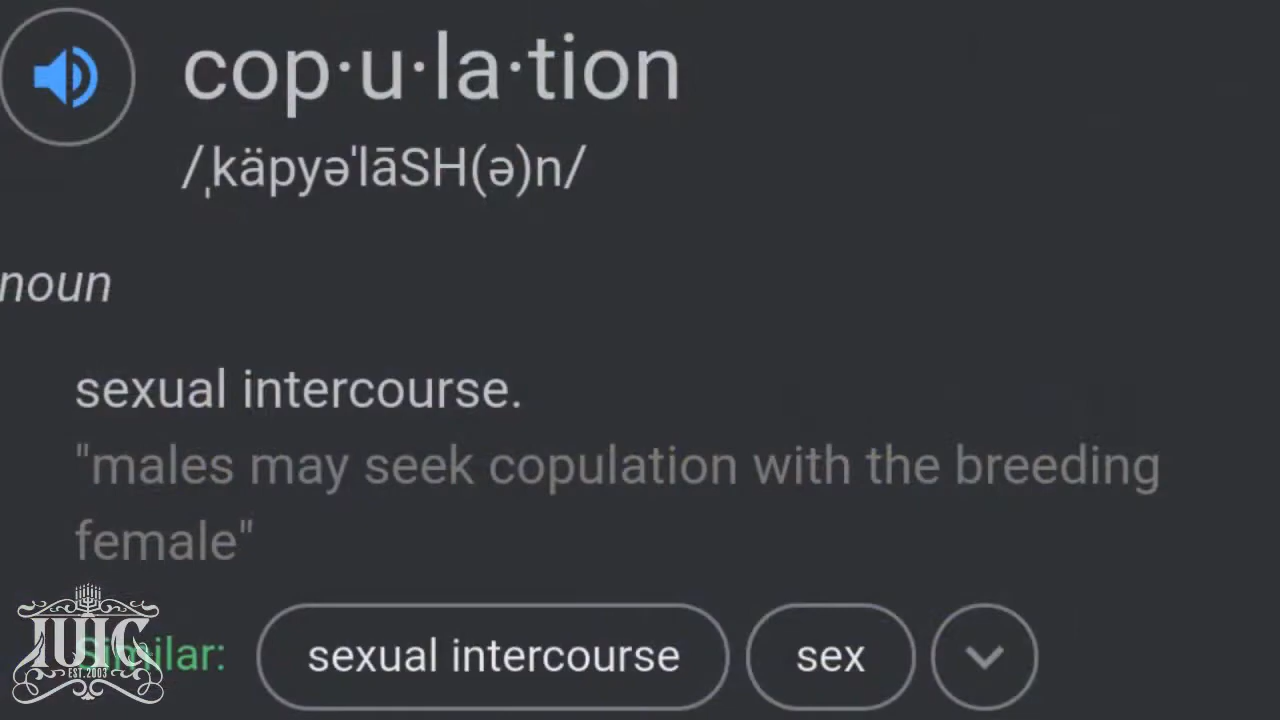 cop·u·la·tion
/ˌkäpyəˈlāSH(ə)n/
noun
sexual intercourse.
"males may seek copulation with the breeding
female"
Similar: sexual intercourse sex
IUIC
EST. 2003